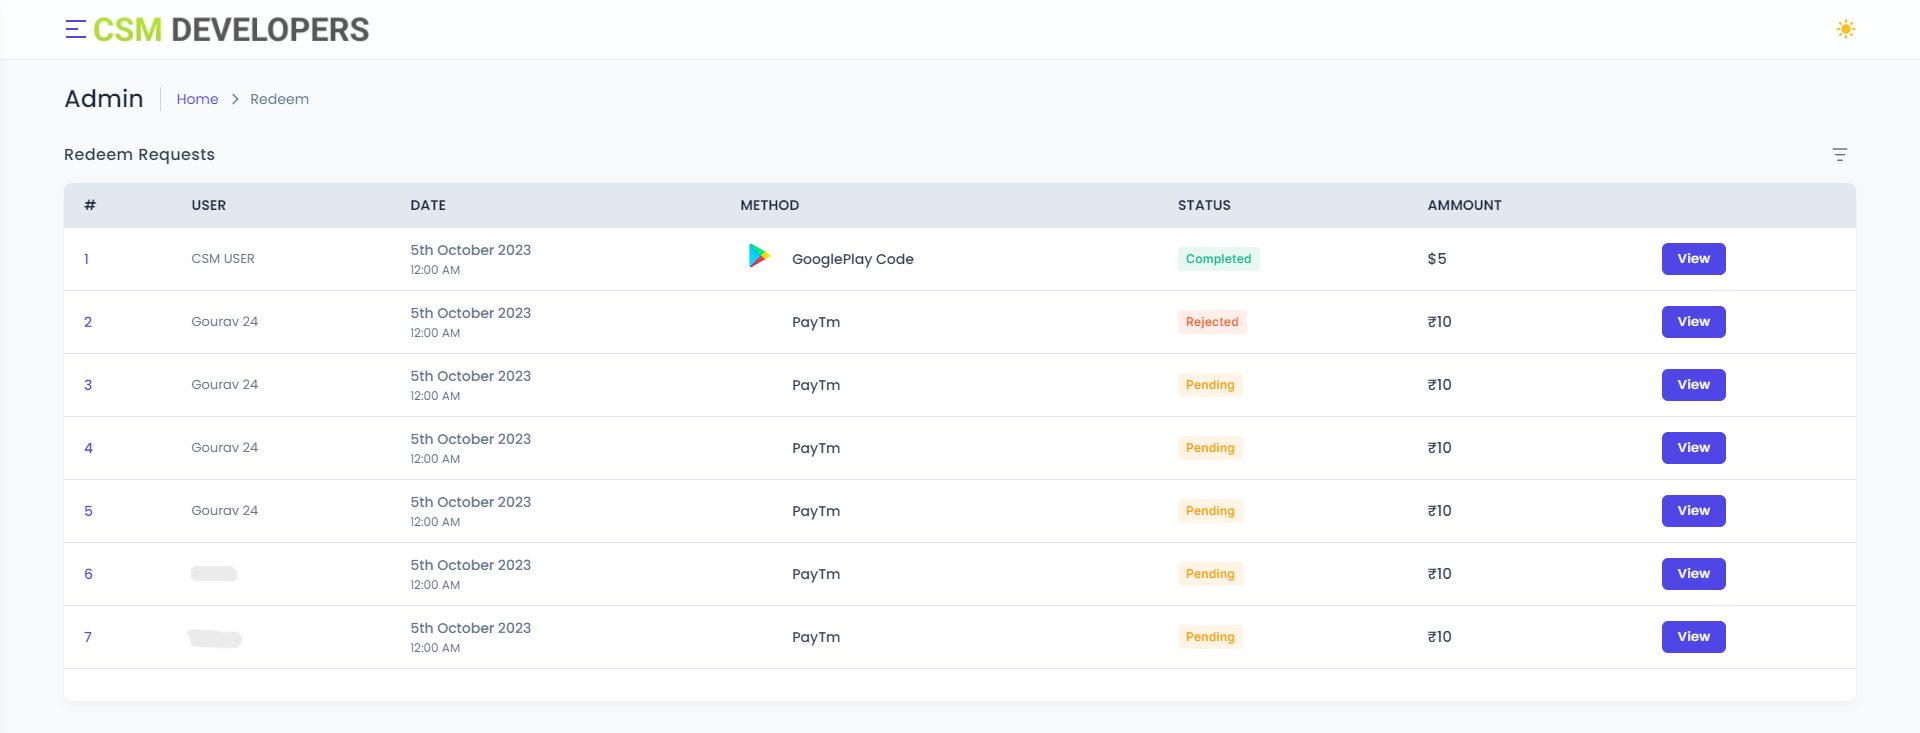 CSM DEVELOPERS
Admin Home > Redeem
Redeem Requests
# USER DATE METHOD STATUS AMMOUNT
1 CSM USER 5th October 2023 GooglePlay Code Completed $5 View
12:00 AM
2 Gourav 24 5th October 2023 PayTm Rejected ₹10 View
12:00 AM
3 Gourav 24 5th October 2023 PayTm Pending ₹10 View
12:00 AM
4 Gourav 24 5th October 2023 PayTm Pending ₹10 View
12:00 AM
5 Gourav 24 5th October 2023 PayTm Pending ₹10 View
12:00 AM
6 5th October 2023 PayTm Pending ₹10 View
12:00 AM
7 5th October 2023 PayTm Pending ₹10 View
12:00 AM